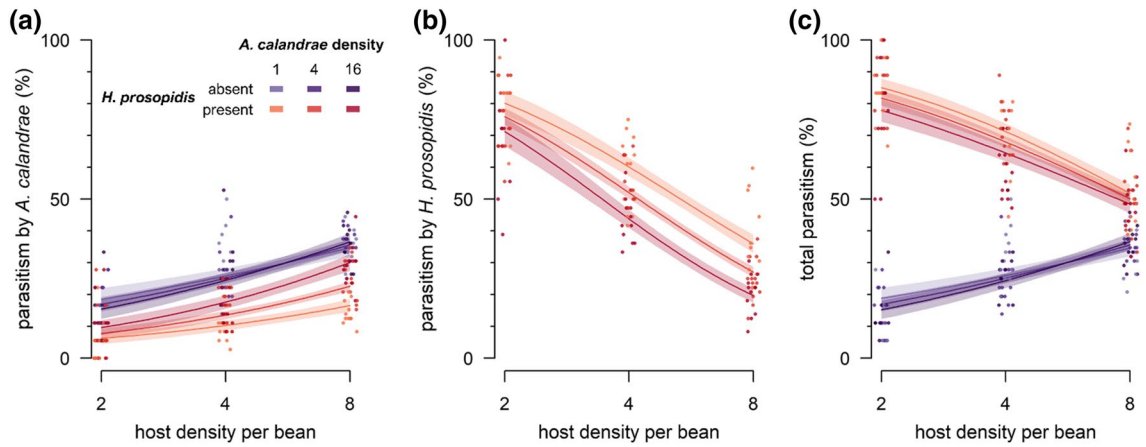 (a)
parasitism by A. calandrae (%)
100
50
0
2 4 8
host density per bean
A. calandrae density
1 4 16
H. prosopidis
absent
present
(b)
parasitism by H. prosopidis (%)
100
50
0
2 4 8
host density per bean
(c)
total parasitism (%)
100
50
0
2 4 8
host density per bean